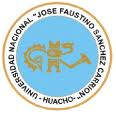 UNIVERSIDAD NACIONAL "JOSE FAUSTINO SANCHEZ CARRION"
- HUACHO -